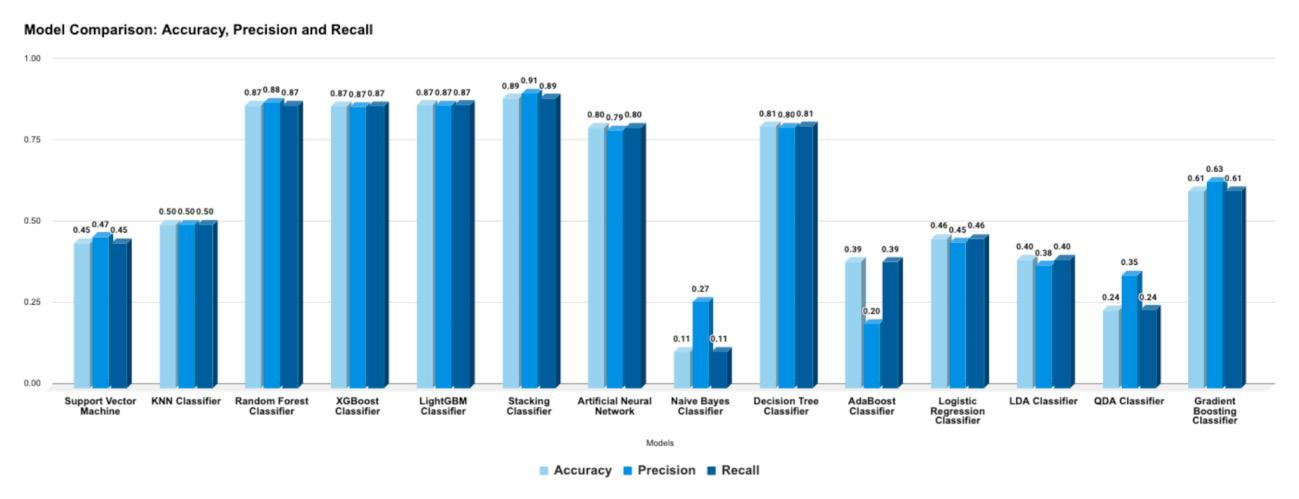 Model Comparison: Accuracy, Precision and Recall
1.00
0.75
0.50
0.25
0.00
0.45 0.47 0.45
0.50 0.50 0.50
0.87 0.88 0.87
0.87 0.87 0.87
0.87 0.87 0.87
0.89 0.91 0.89
0.80 0.79 0.80
0.11 0.27 0.11
0.81 0.80 0.81
0.39 0.20 0.39
0.46 0.45 0.46
0.40 0.38 0.40
0.24 0.35 0.24
0.61 0.63 0.61
Support Vector
Machine
KNN Classifier
Random Forest
Classifier
XGBoost
Classifier
LightGBM
Classifier
Stacking
Classifier
Artificial Neural
Network
Naive Bayes
Classifier
Decision Tree
Classifier
AdaBoost
Classifier
Logistic
Regression
Classifier
LDA Classifier
QDA Classifier
Gradient
Boosting
Classifier
Models
Accuracy Precision Recall